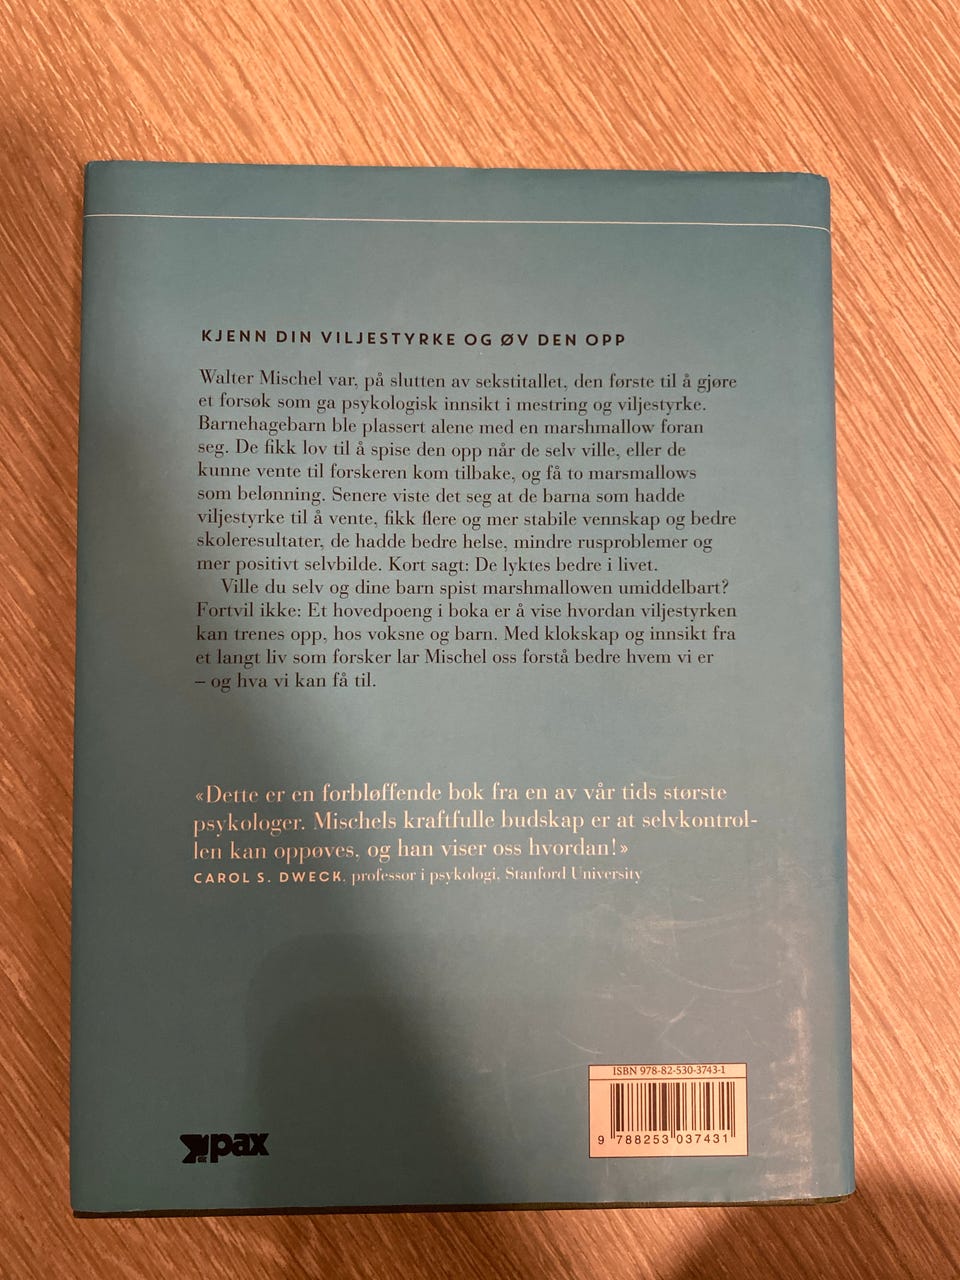 KJENN DIN VILJESTYRKE OG ØV DEN OPP
Walter Mischel var, på slutten av sekstitallet, den første til å gjøre
et forsøk som ga psykologisk innsikt i mestring og viljestyrke.
Barnehagebarn ble plassert alene med en marshmallow foran
seg. De fikk lov til å spise den opp når de selv ville, eller de
kunne vente til forskeren kom tilbake, og få to marsmallows
som belønning. Senere viste det seg at de barna som hadde
viljestyrke til å vente, fikk flere og mer stabile vennskap og bedre
skoleresultater, de hadde bedre helse, mindre rusproblemer og
mer positivt selvbilde. Kort sagt: De lyktes bedre i livet.
Ville du selv og dine barn spist marshmallowen umiddelbart?
Fortvil ikke: Et hovedpoeng i boka er å vise hvordan viljestyrken
kan trenes opp, hos voksne og barn. Med klokskap og innsikt fra
et langt liv som forsker lar Mischel oss forstå bedre hvem vi er
– og hva vi kan få til.
«Dette er en forbløffende bok fra en av vår tids største
psykologer. Mischels kraftfulle budskap er at selvkontrol-
len kan oppøves, og han viser oss hvordan!»
CAROL S. DWECK, professor i psykologi, Stanford University
ISBN 978-82-530-3743-1
9 788253 037431
pax